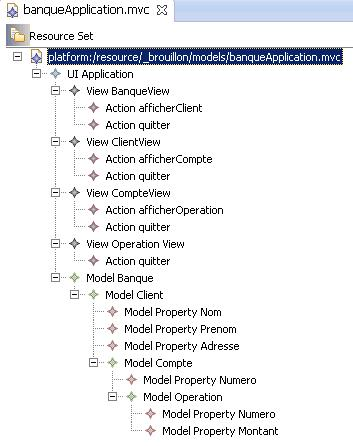 banqueApplication.mvc
Resource Set
platform:/resource/_brouillon/models/banqueApplication.mvc
UI Application
View BanqueView
Action afficherClient
Action quitter
View ClientView
Action afficherCompte
Action quitter
View CompteView
Action afficherOperation
Action quitter
View Operation View
Action quitter
Model Banque
Model Client
Model Property Nom
Model Property Prenom
Model Property Adresse
Model Compte
Model Property Numero
Model Operation
Model Property Numero
Model Property Montant